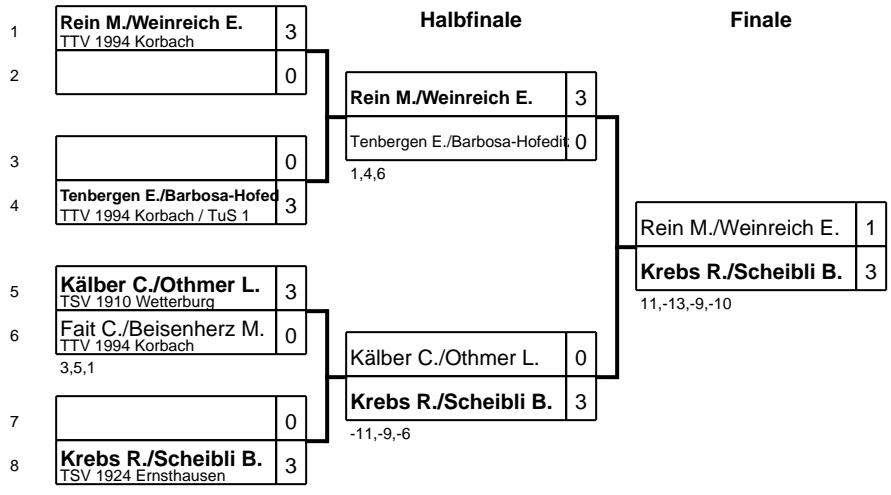 Halbfinale
Finale
1
Rein M./Weinreich E.
3
TTV 1994 Korbach
2
0
Rein M./Weinreich E.
3
Tenbergen E./Barbosa-Hofedit
0
1,4,6
3
0
4
Tenbergen E./Barbosa-Hofed
3
TTV 1994 Korbach / TuS 1
Rein M./Weinreich E.
1
Krebs R./Scheibli B.
3
11,-13,-9,-10
5
Kälber C./Othmer L.
3
TSV 1910 Wetterburg
6
Fait C./Beisenherz M.
0
TTV 1994 Korbach
3,5,1
Kälber C./Othmer L.
0
Krebs R./Scheibli B.
3
-11,-9,-6
7
0
8
Krebs R./Scheibli B.
3
TSV 1924 Ernsthausen